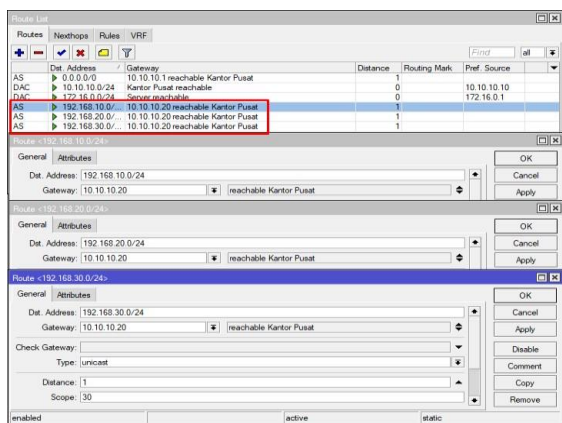 Route List
Routes Nexthops Rules VRF
Find all
Dst. Address Gateway Distance Routing Mark Pref. Source
AS 0.0.0.0/0 10.10.10.1 reachable Kantor Pusat 1
DAC 10.10.10.0/24 Kantor Pusat reachable 0 10.10.10.10
DAC 172.16.0.0/24 Server reachable 0 172.16.0.1
AS 192.168.10.0/... 10.10.10.20 reachable Kantor Pusat 1
AS 192.168.20.0/... 10.10.10.20 reachable Kantor Pusat 1
AS 192.168.30.0/... 10.10.10.20 reachable Kantor Pusat 1
Route <192.168.10.0/24>
General Attributes OK
Dst. Address: 192.168.10.0/24 Cancel
Gateway: 10.10.10.20 reachable Kantor Pusat Apply
Route <192.168.20.0/24>
General Attributes OK
Dst. Address: 192.168.20.0/24 Cancel
Gateway: 10.10.10.20 reachable Kantor Pusat Apply
Route <192.168.30.0/24>
General Attributes OK
Dst. Address: 192.168.30.0/24 Cancel
Gateway: 10.10.10.20 reachable Kantor Pusat Apply
Check Gateway: Disable
Type: unicast Comment
Distance: 1 Copy
Scope: 30 Remove
enabled active static